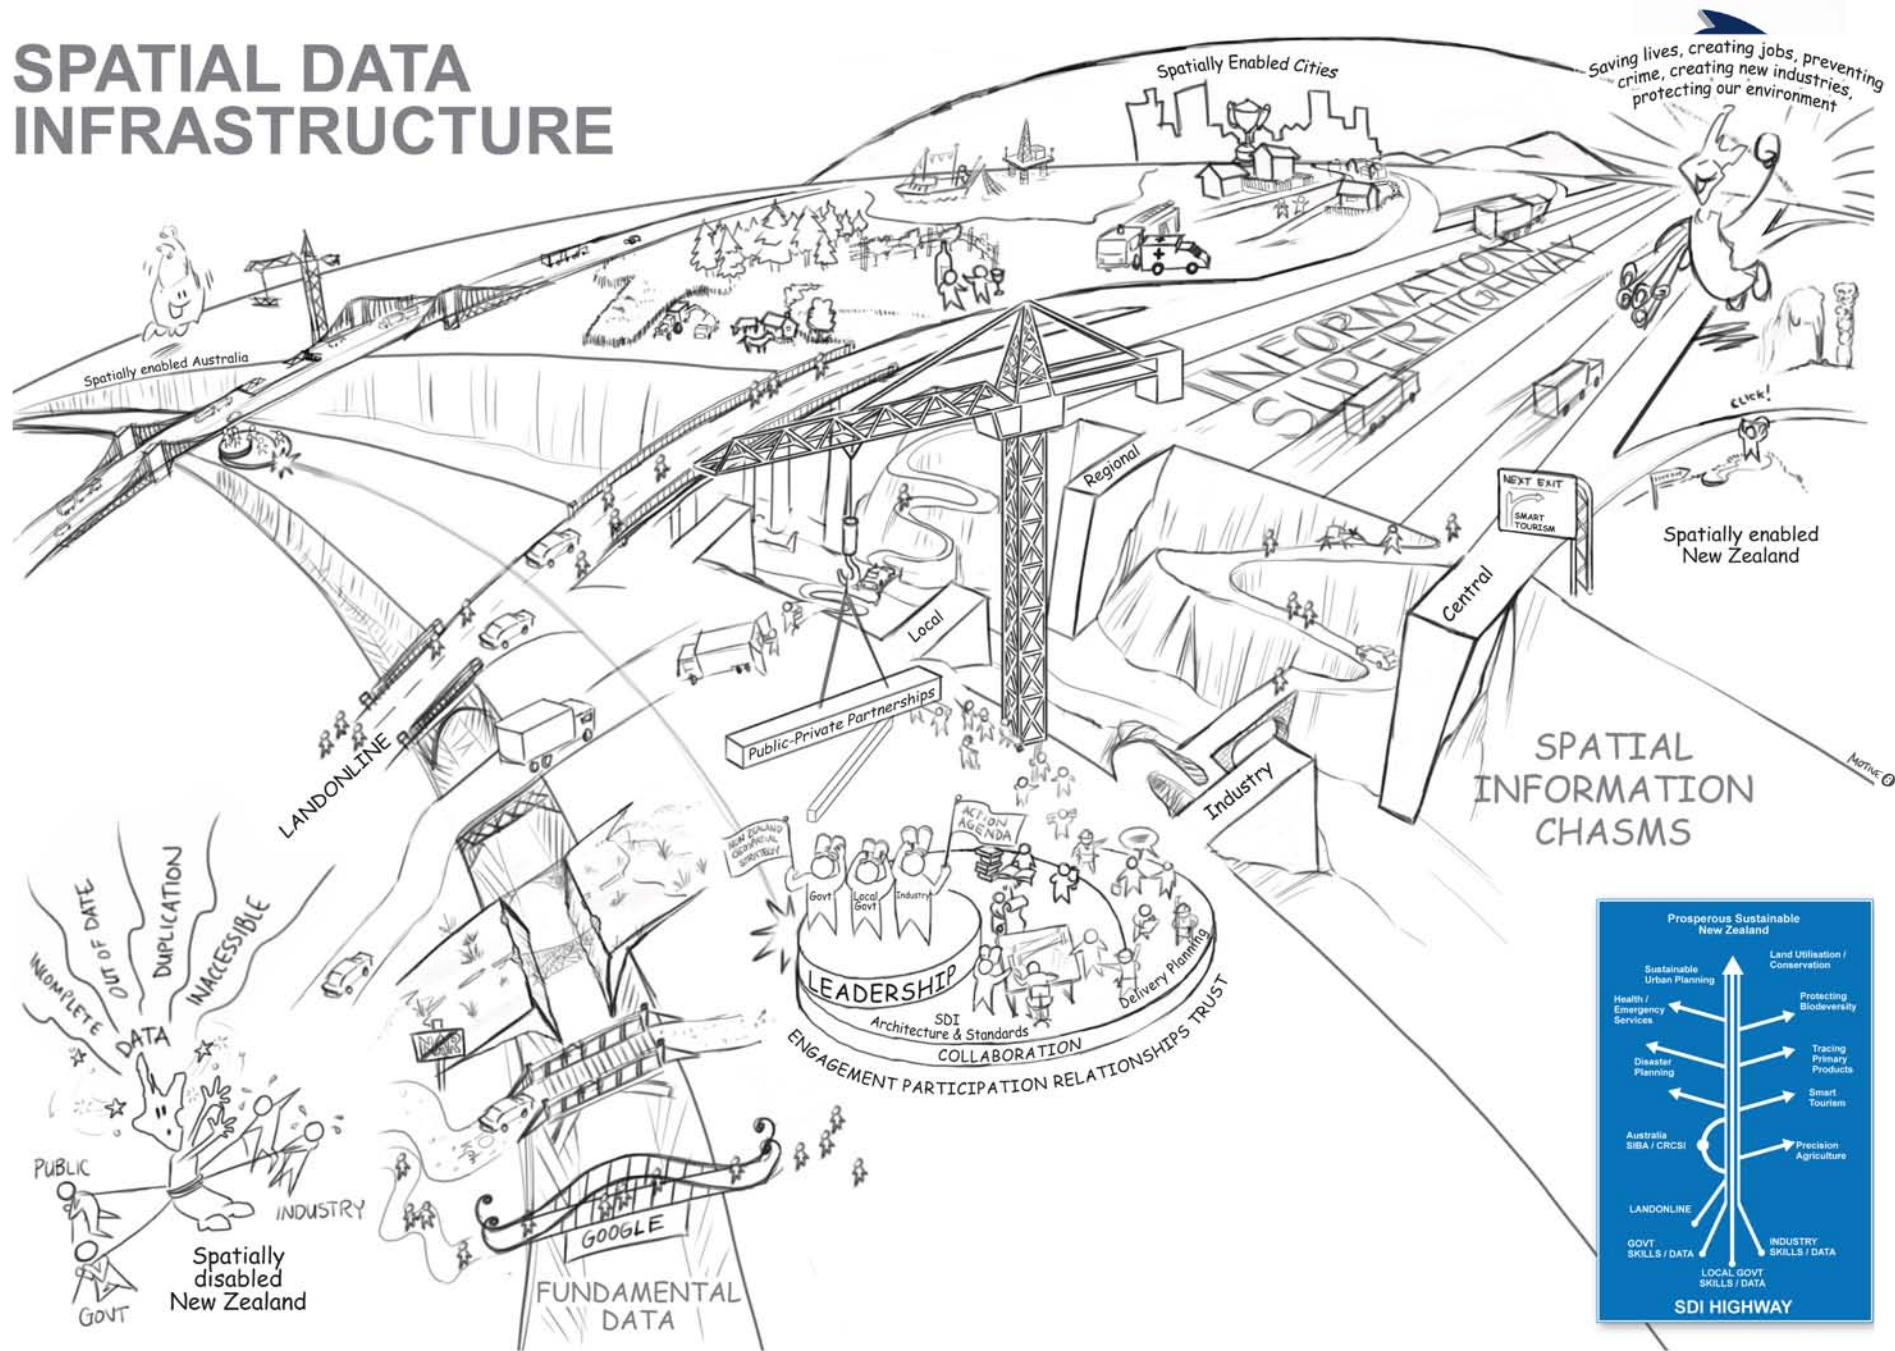 SPATIAL DATA
INFRASTRUCTURE
Spatially Enabled Cities
Saving lives, creating jobs, preventing
crime, creating new industries,
protecting our environment
Spatially enabled Australia
INFORMATION
SUPERHIGHWAY
CLICK!
Regional
NEXT EXIT
SMART
TOURISM
Spatially enabled
New Zealand
Central
Local
Public-Private Partnerships
LANDONLINE
Industry
SPATIAL
INFORMATION
CHASMS
MOTIVE
NEW ZEALAND
GEOSPATIAL
STRATEGY
ACTION
AGENDA
Govt
Local
Govt
Industry
LEADERSHIP
SDI
Architecture & Standards
Delivery Planning
COLLABORATION
ENGAGEMENT PARTICIPATION RELATIONSHIPS TRUST
INCOMPLETE
OUT OF DATE
DUPLICATION
INACCESSIBLE
DATA
PUBLIC
INDUSTRY
GOVT
Spatially
disabled
New Zealand
GOOGLE
FUNDAMENTAL
DATA
Prosperous Sustainable
New Zealand
Land Utilisation /
Conservation
Sustainable
Urban Planning
Health /
Emergency
Services
Protecting
Biodeversity
Disaster
Planning
Tracing
Primary
Products
Smart
Tourism
Australia
SIBA / CRCSI
Precision
Agriculture
LANDONLINE
GOVT
SKILLS / DATA
INDUSTRY
SKILLS / DATA
LOCAL GOVT
SKILLS / DATA
SDI HIGHWAY